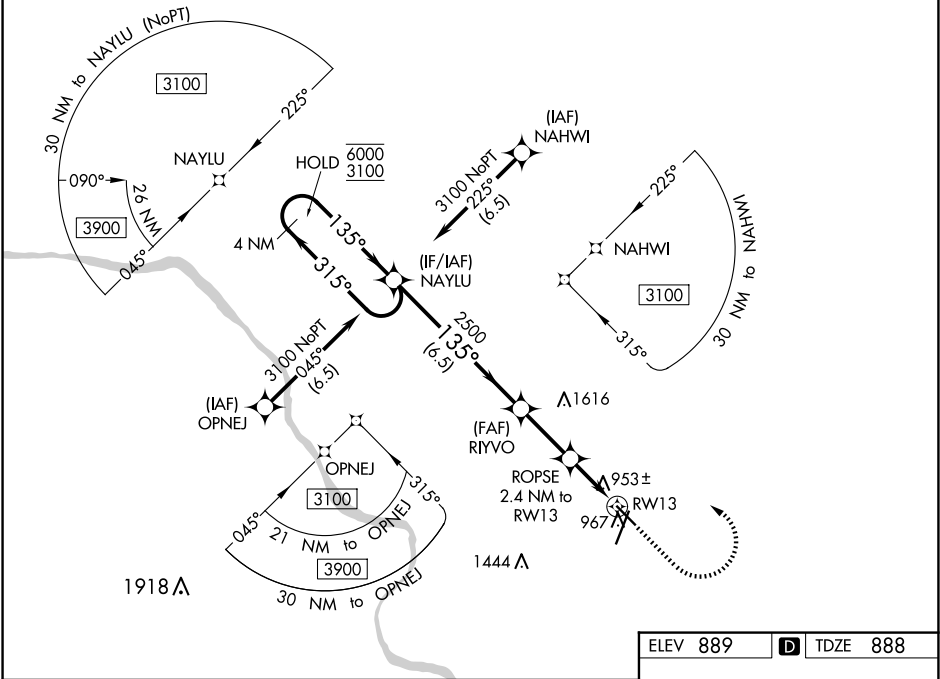 30 NM to NAYLU (NoPT)
3100
225°
NAYLU
090°
26 NM
3900
045°
HOLD 6000
3100
4 NM
135°
315°
(IAF)
NAHWI
3100 NoPT
225°
(6.5)
(IF/IAF)
NAYLU
225°
NAHWI
3100
315°
30 NM to NAHWI
3100 NoPT
045°
(6.5)
(IAF)
OPNEJ
2500
135°
(6.5)
1616
(FAF)
RIYVO
ROPSE
2.4 NM to
RW13
953±
RW13
967
OPNEJ
3100
045°
315°
21 NM to OPNEJ
3900
30 NM to OPNEJ
1444
1918
ELEV 889 D TDZE 888